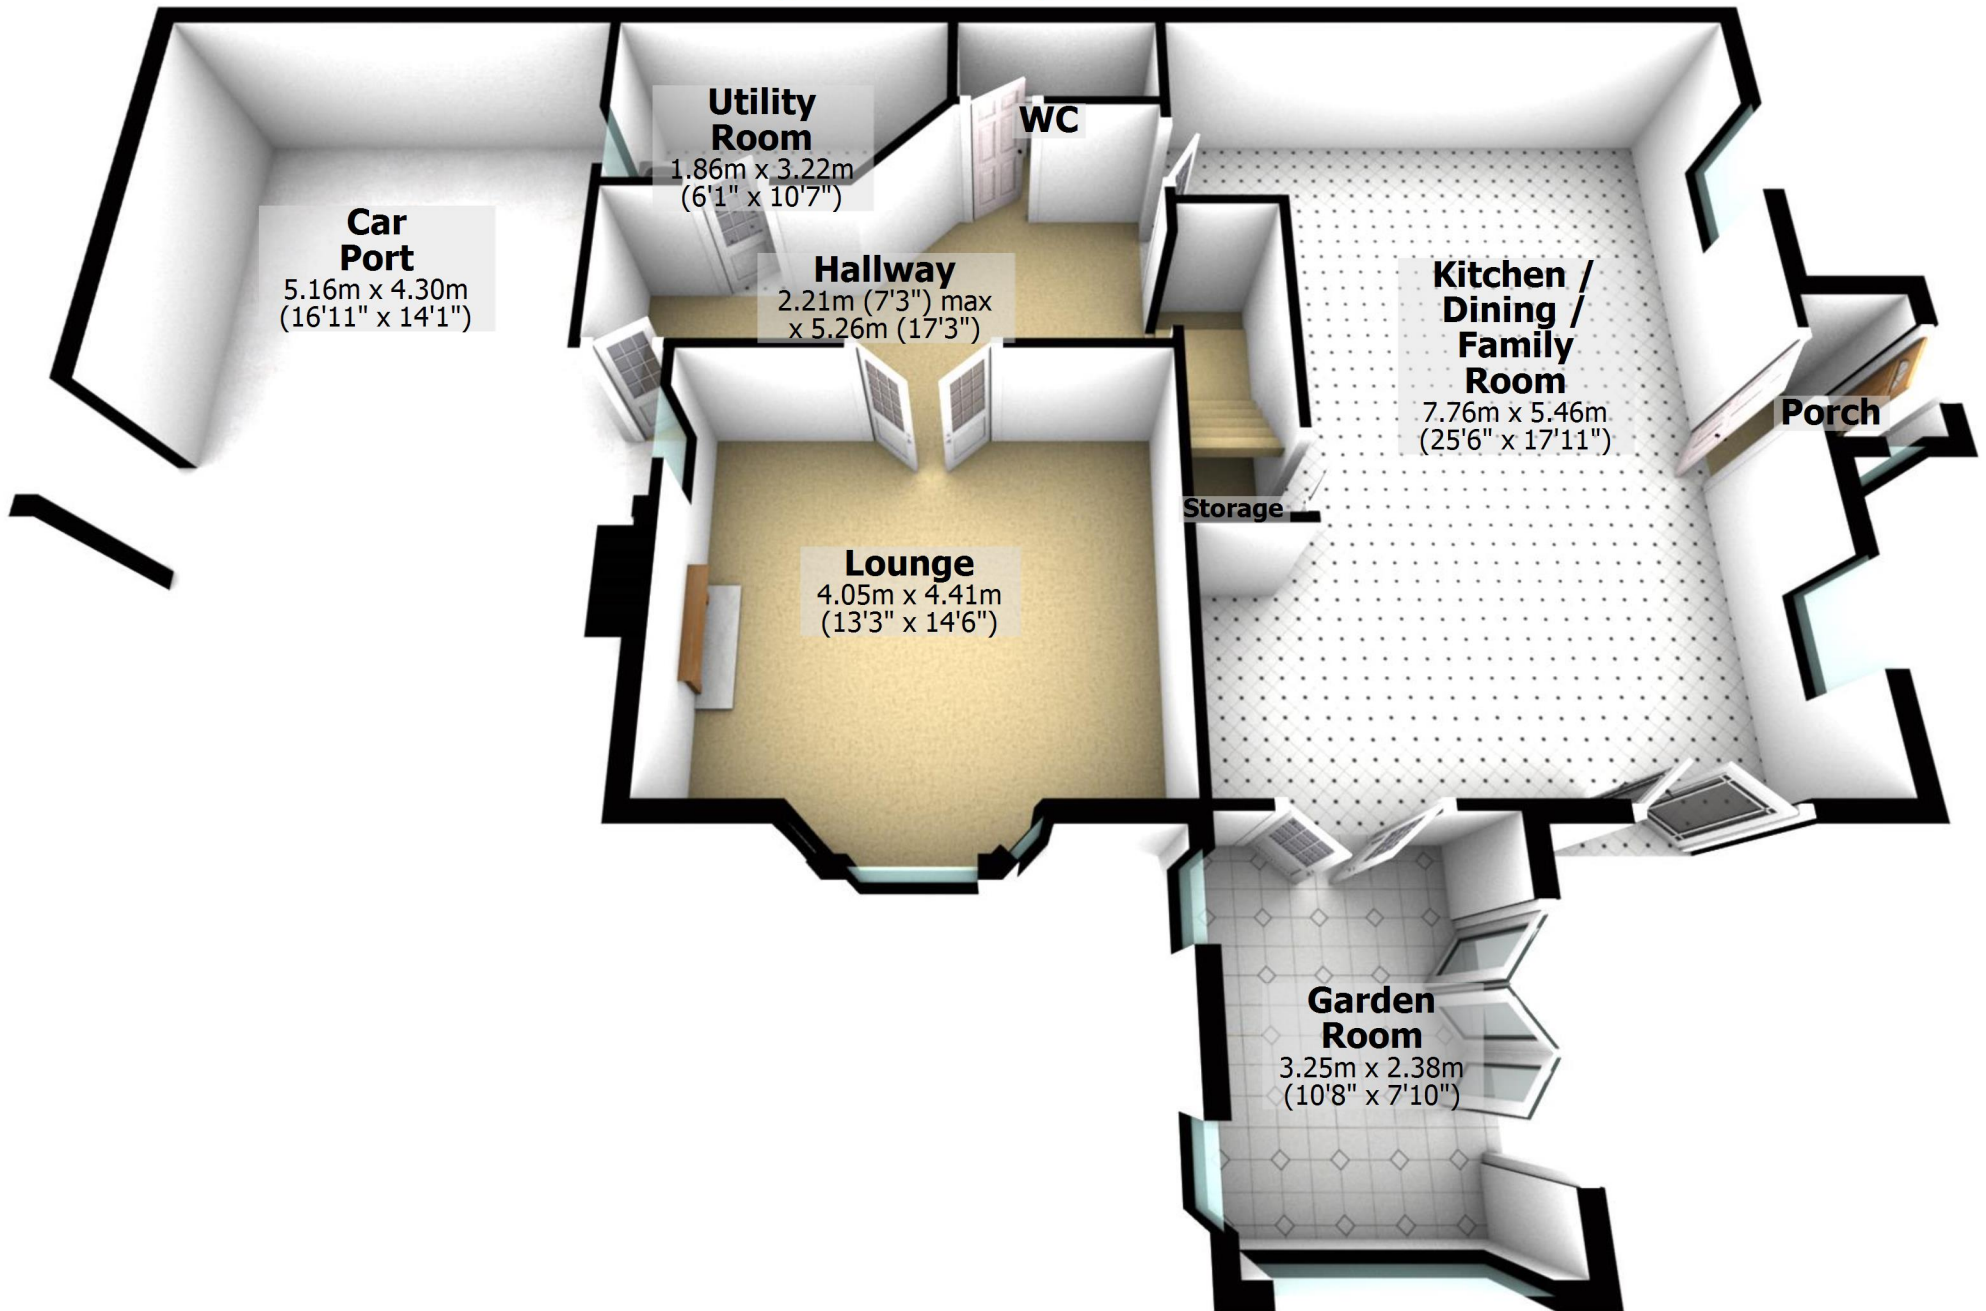 Utility
Room
1.86m x 3.22m
(6'1" x 10'7")
WC
Car
Port
5.16m x 4.30m
(16'11" x 14'1")
Hallway
2.21m (7'3") max
x 5.26m (17'3")
Kitchen /
Dining /
Family
Room
7.76m x 5.46m
(25'6" x 17'11")
Porch
Storage
Lounge
4.05m x 4.41m
(13'3" x 14'6")
Garden
Room
3.25m x 2.38m
(10'8" x 7'10")